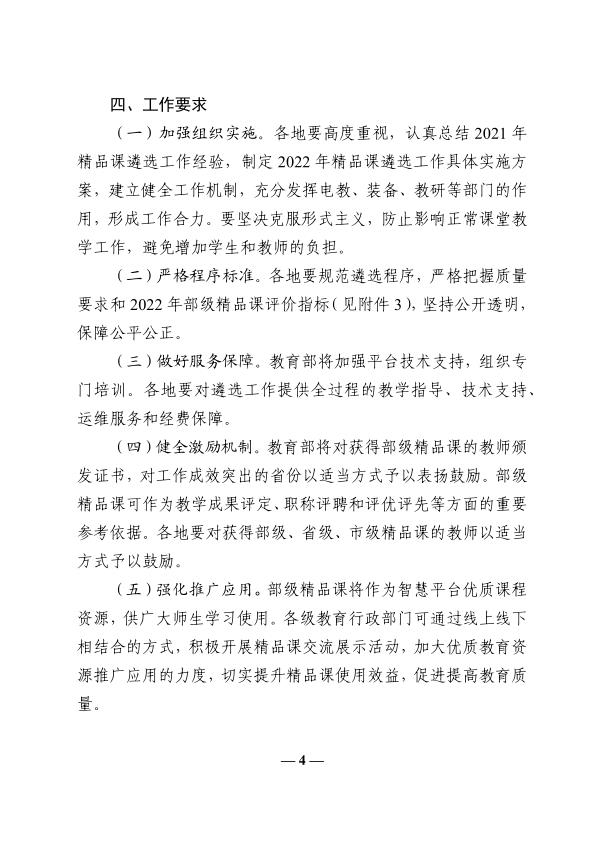 四、工作要求
（一）加强组织实施。各地要高度重视，认真总结 2021 年
精品课遴选工作经验，制定 2022 年精品课遴选工作具体实施方
案，建立健全工作机制，充分发挥电教、装备、教研等部门的作
用，形成工作合力。要坚决克服形式主义，防止影响正常课堂教
学工作，避免增加学生和教师的负担。
（二）严格程序标准。各地要规范遴选程序，严格把握质量
要求和 2022 年部级精品课评价指标（见附件 3），坚持公开透明，
保障公平公正。
（三）做好服务保障。教育部将加强平台技术支持，组织专
门培训。各地要对遴选工作提供全过程的教学指导、技术支持、
运维服务和经费保障。
（四）健全激励机制。教育部将对获得部级精品课的教师颁
发证书，对工作成效突出的省份以适当方式予以表扬鼓励。部级
精品课可作为教学成果评定、职称评聘和评优评先等方面的重要
参考依据。各地要对获得部级、省级、市级精品课的教师以适当
方式予以鼓励。
（五）强化推广应用。部级精品课将作为智慧平台优质课程
资源，供广大师生学习使用。各级教育行政部门可通过线上线下
相结合的方式，积极开展精品课交流展示活动，加大优质教育资
源推广应用的力度，切实提升精品课使用效益，促进提高教育质
量。
— 4 —